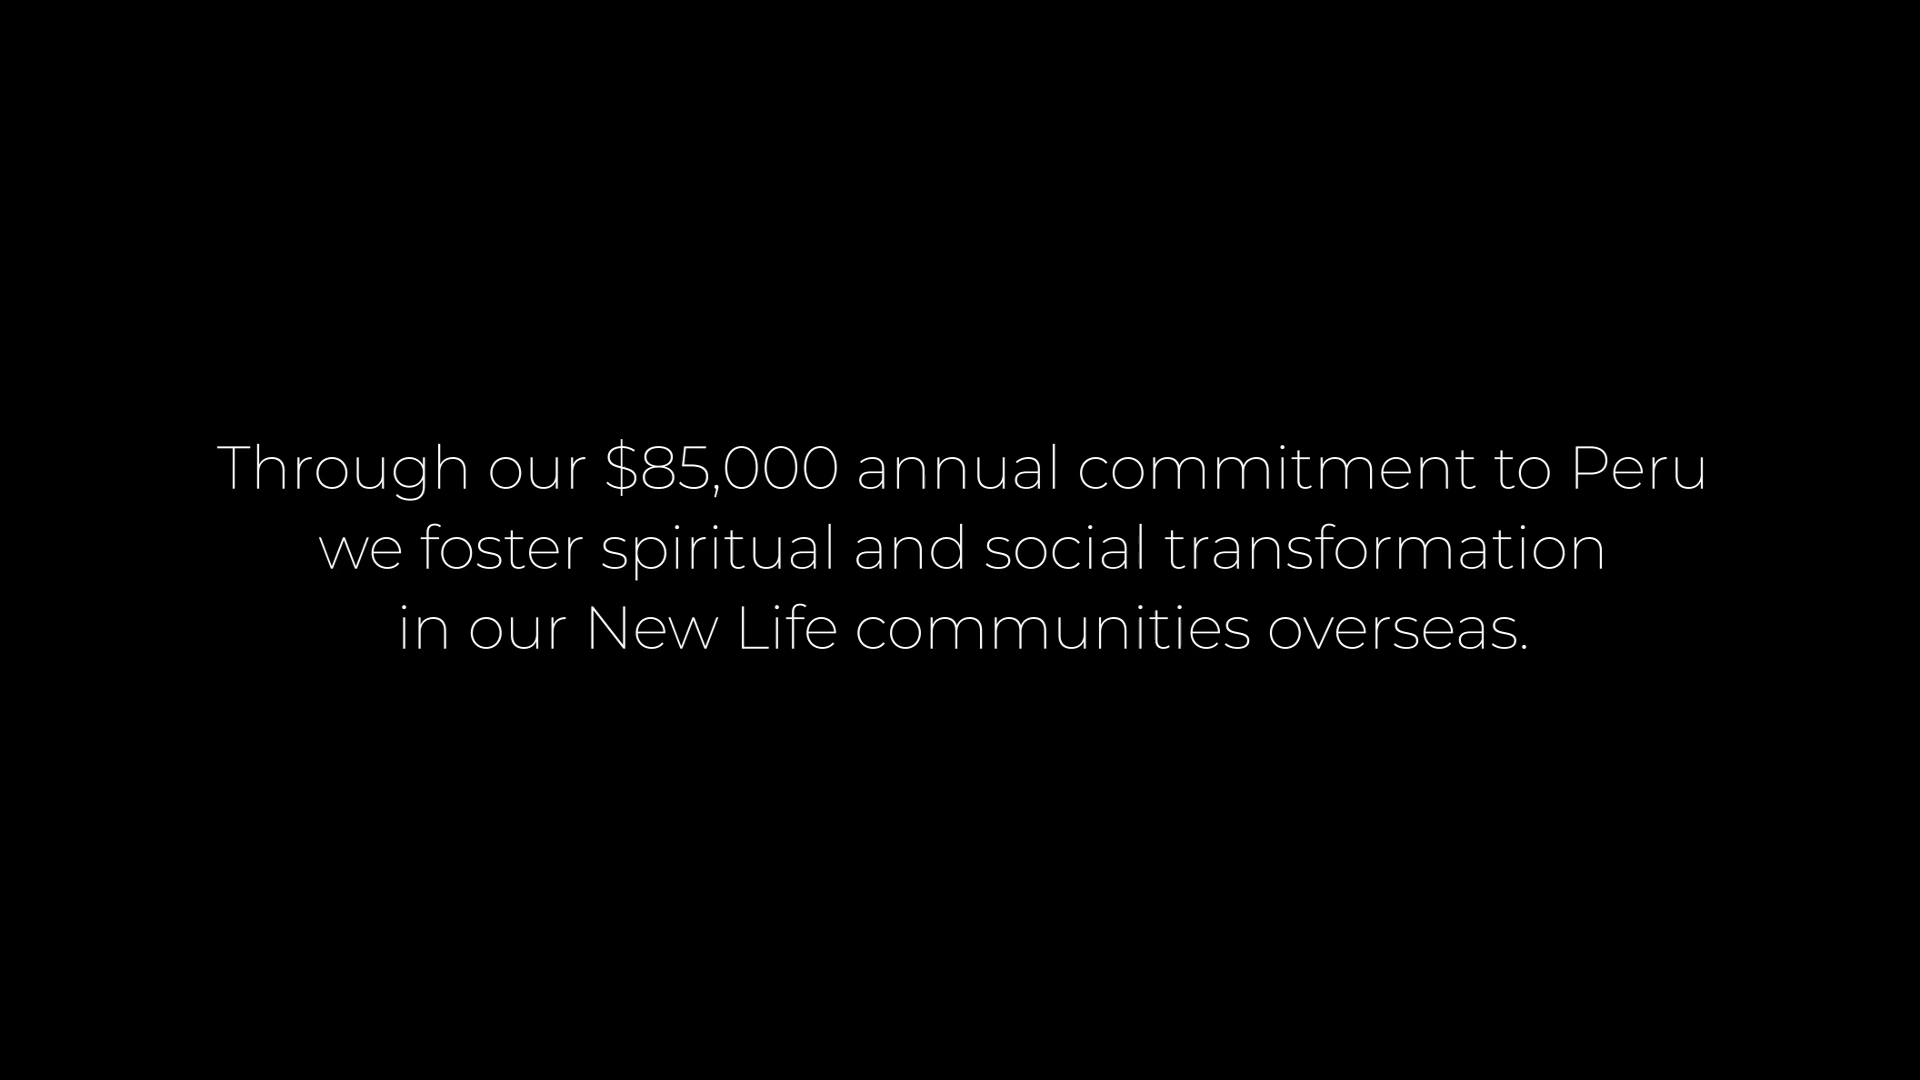 Through our $85,000 annual commitment to Peru
we foster spiritual and social transformation
in our New Life communities overseas.